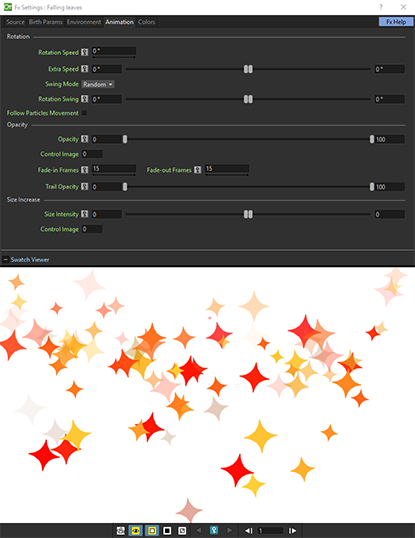 Fx Settings : Falling leaves
Source Birth Params Environment Animation Colors Fx Help
Rotation
Rotation Speed 0 °
Extra Speed 0 ° 0 °
Swing Mode Random
Rotation Swing 0 ° 0 °
Follow Particles Movement
Opacity
Opacity 0 100
Control Image 0
Fade-in Frames 15 Fade-out Frames 15
Trail Opacity 0 100
Size Increase
Size Intensity 0 0
Control Image 0
Swatch Viewer
1